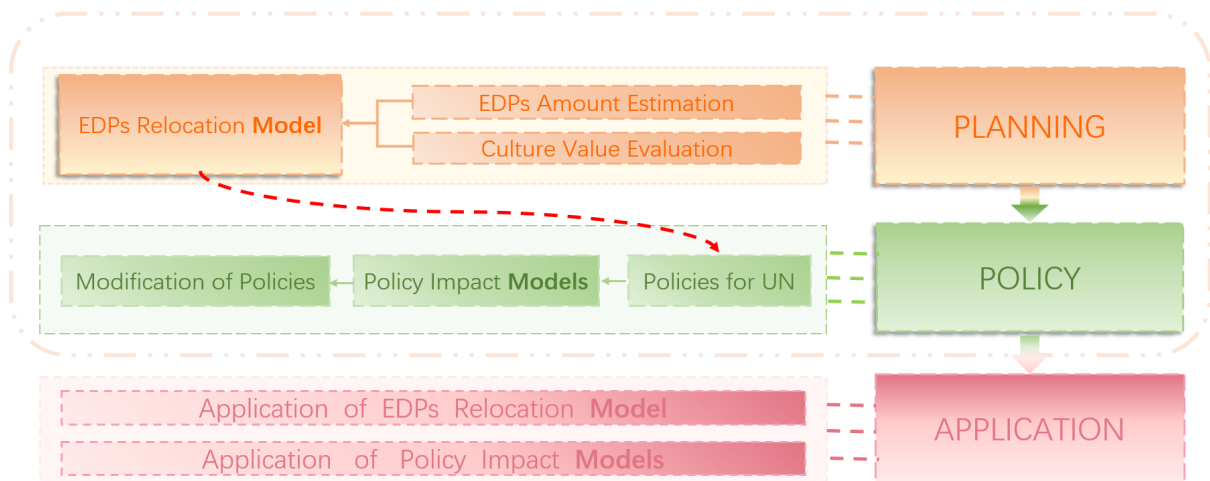 EDPs Relocation Model
EDPs Amount Estimation
Culture Value Evaluation
PLANNING
Modification of Policies
Policy Impact Models
Policies for UN
POLICY
Application of EDPs Relocation Model
Application of Policy Impact Models
APPLICATION